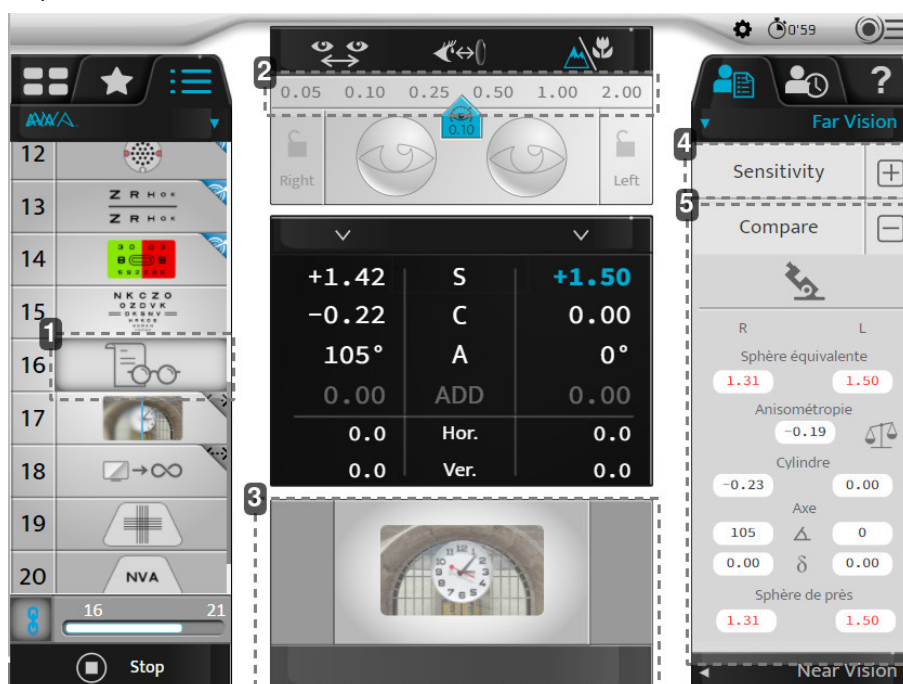 0'59
2
0.05 0.10 0.25 0.50 1.00 2.00
0.10
Right Left
AWA
12
13 Z R H O K
Z R H O K
14
15 N K C Z O
O Z D V K
D K S N V
1
16
17
18
19
20 NVA
16 21
Stop
+1.42 S +1.50
−0.22 C 0.00
105° A 0°
0.00 ADD 0.00
0.0 Hor. 0.0
0.0 Ver. 0.0
3
?
Far Vision
4
Sensitivity
5
Compare
R L
Sphère équivalente
1.31 1.50
Anisométropie
−0.19
Cylindre
−0.23 0.00
Axe
105 0
0.00 δ 0.00
Sphère de près
1.31 1.50
Near Vision